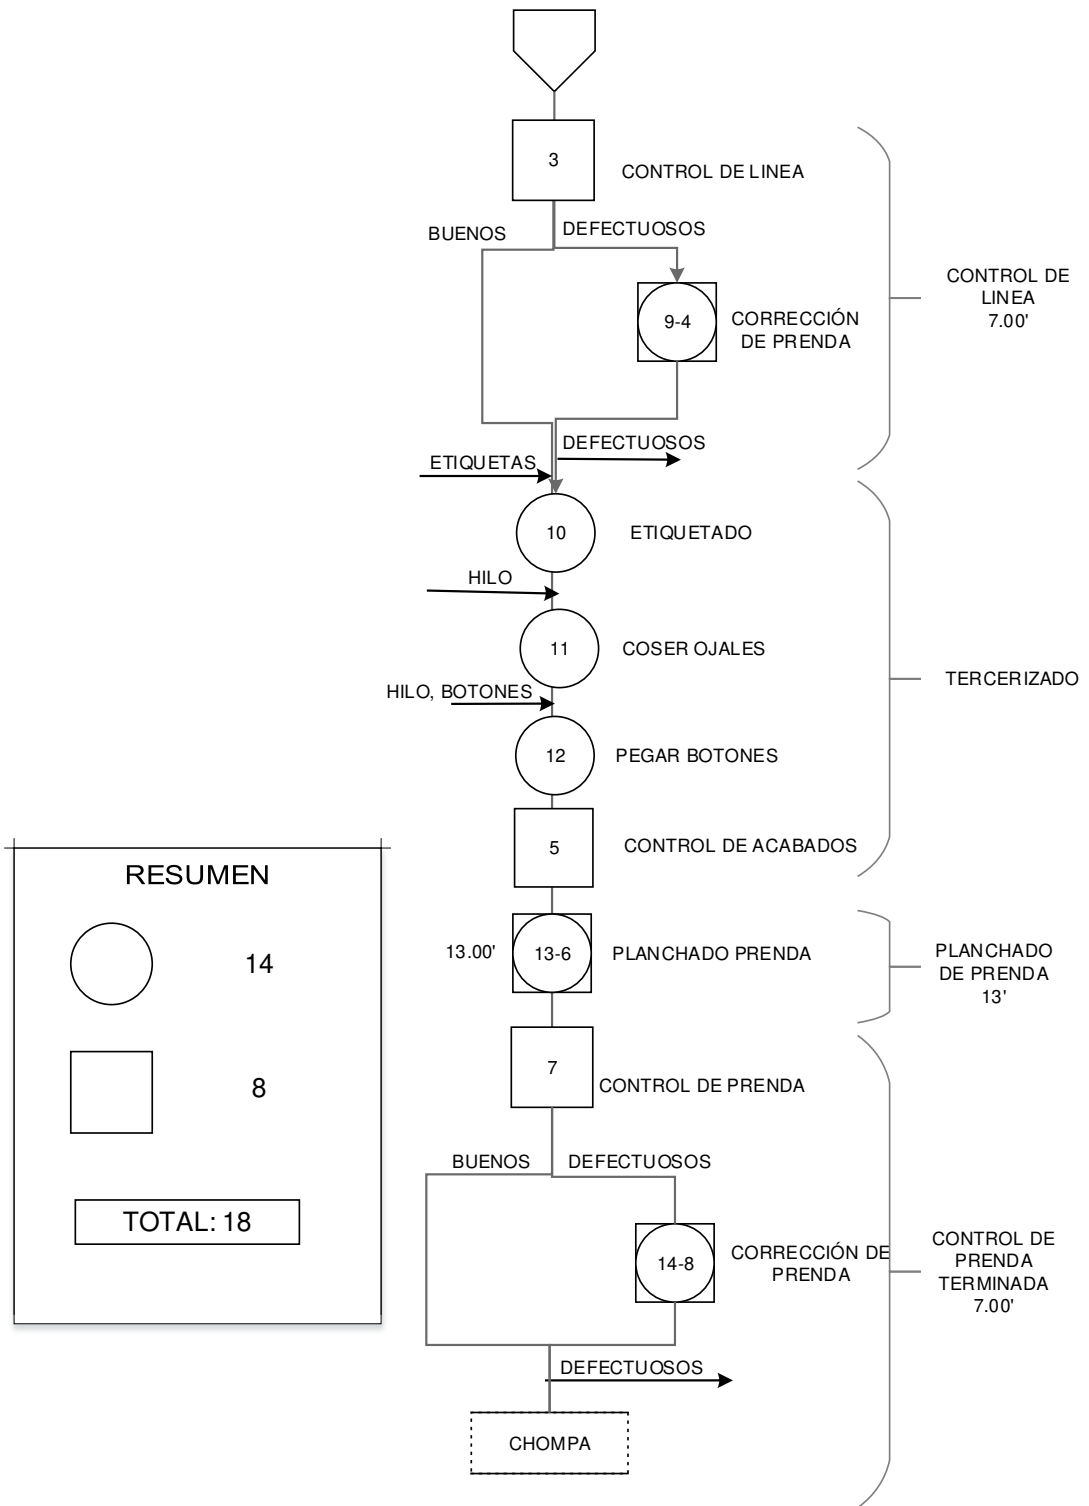 3
CONTROL DE LINEA
BUENOS
DEFECTUOSOS
CONTROL DE
LINEA
7.00'
9-4
CORRECCIÓN
DE PRENDA
DEFECTUOSOS
ETIQUETAS
10
ETIQUETADO
HILO
11
COSER OJALES
TERCERIZADO
HILO, BOTONES
12
PEGAR BOTONES
5
CONTROL DE ACABADOS
13.00'
13-6
PLANCHADO PRENDA
PLANCHADO
DE PRENDA
13'
7
CONTROL DE PRENDA
BUENOS
DEFECTUOSOS
14-8
CORRECCIÓN DE
PRENDA
CONTROL DE
PRENDA
TERMINADA
7.00'
DEFECTUOSOS
CHOMPA
RESUMEN
14
8
TOTAL: 18